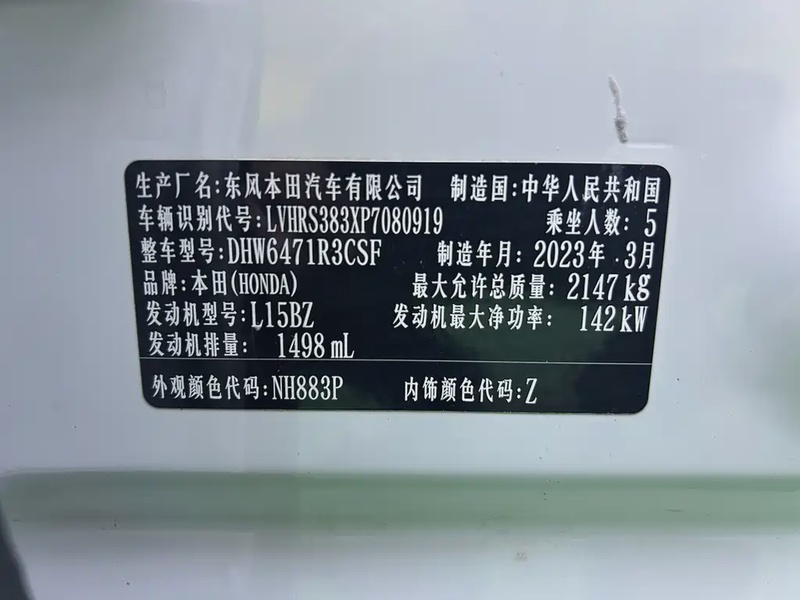 生产厂名:东风本田汽车有限公司 制造国:中华人民共和国
车辆识别代号:LVHRS383XP7080919 乘坐人数: 5
整车型号:DHW6471R3CSF 制造年月: 2023年 .3月
品牌:本田(HONDA) 最大允许总质量: 2147kg
发动机型号:L15BZ 发动机最大净功率: 142kW
发动机排量: 1498 mL
外观颜色代码:NH883P 内饰颜色代码:Z